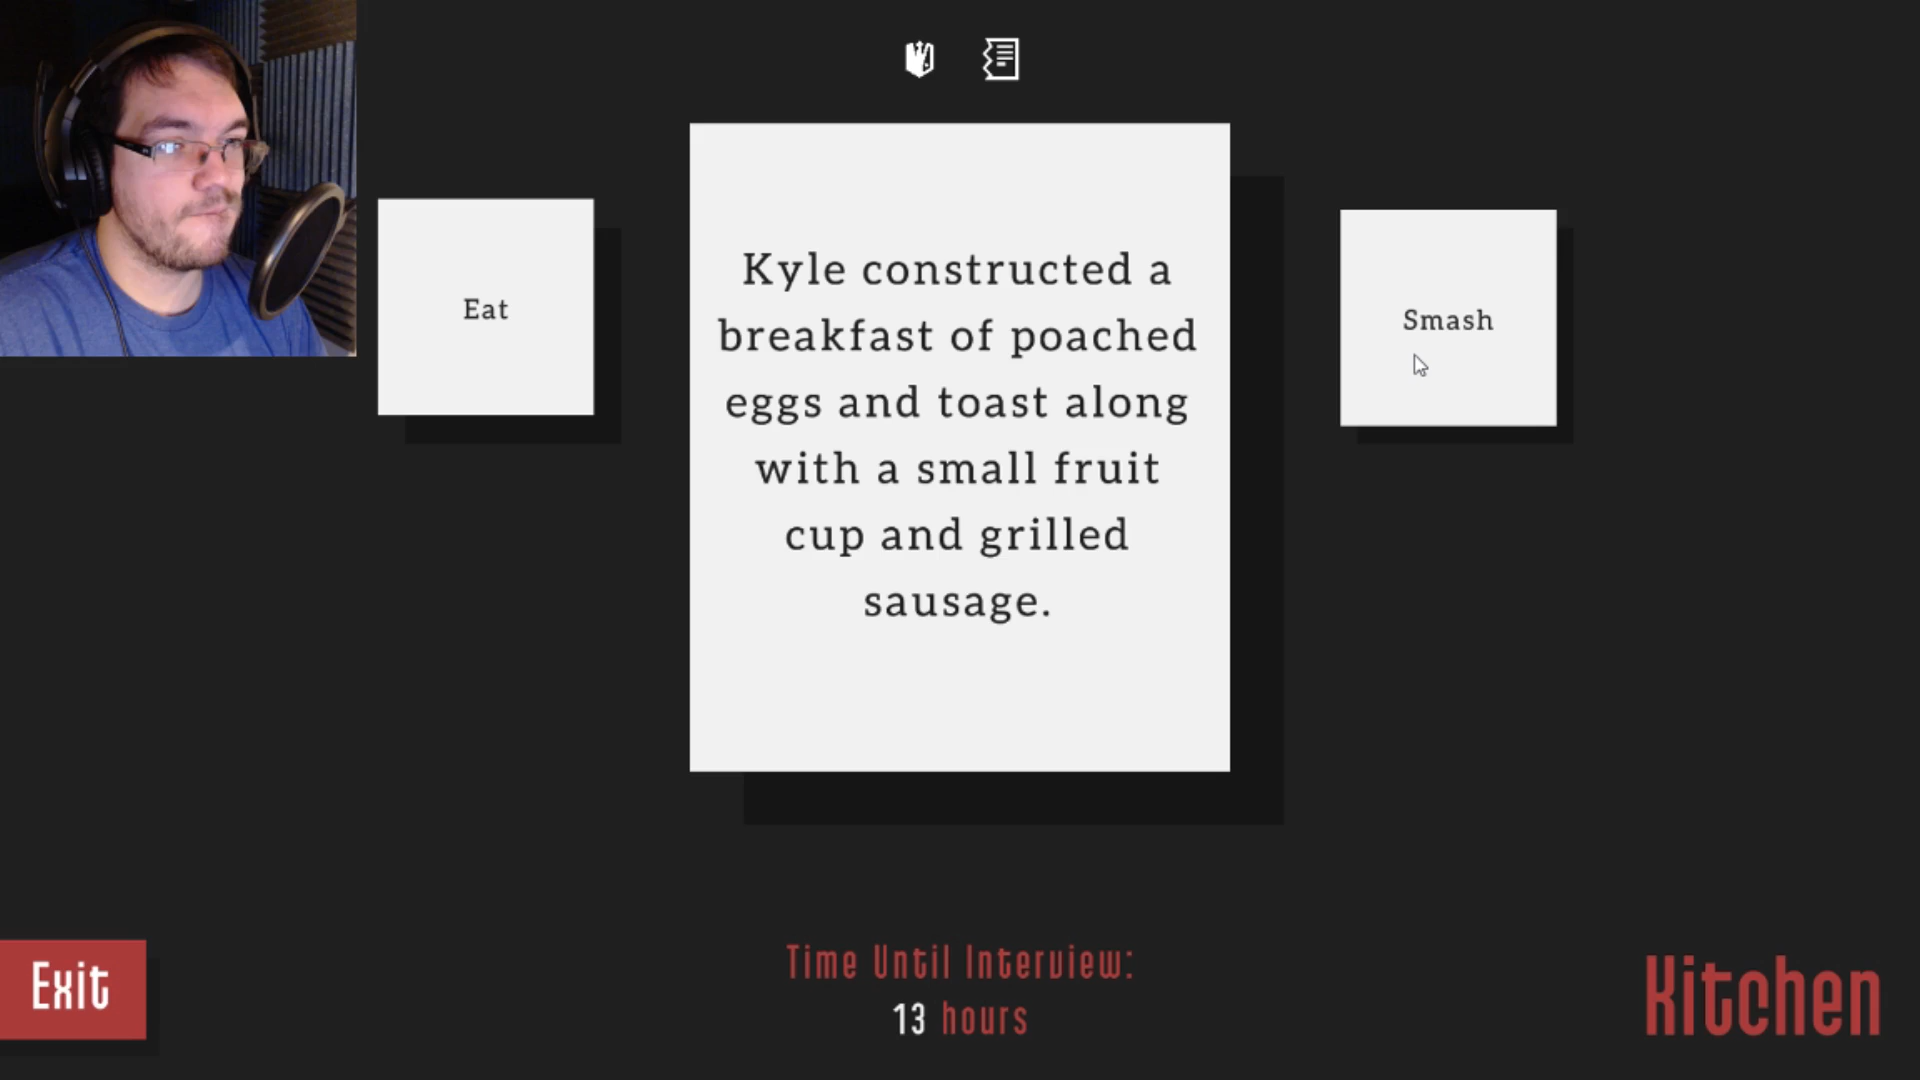 Eat
Kyle constructed a
breakfast of poached
eggs and toast along
with a small fruit
cup and grilled
sausage.
Smash
Exit
Time Until Interview:
13 hours
Kitchen